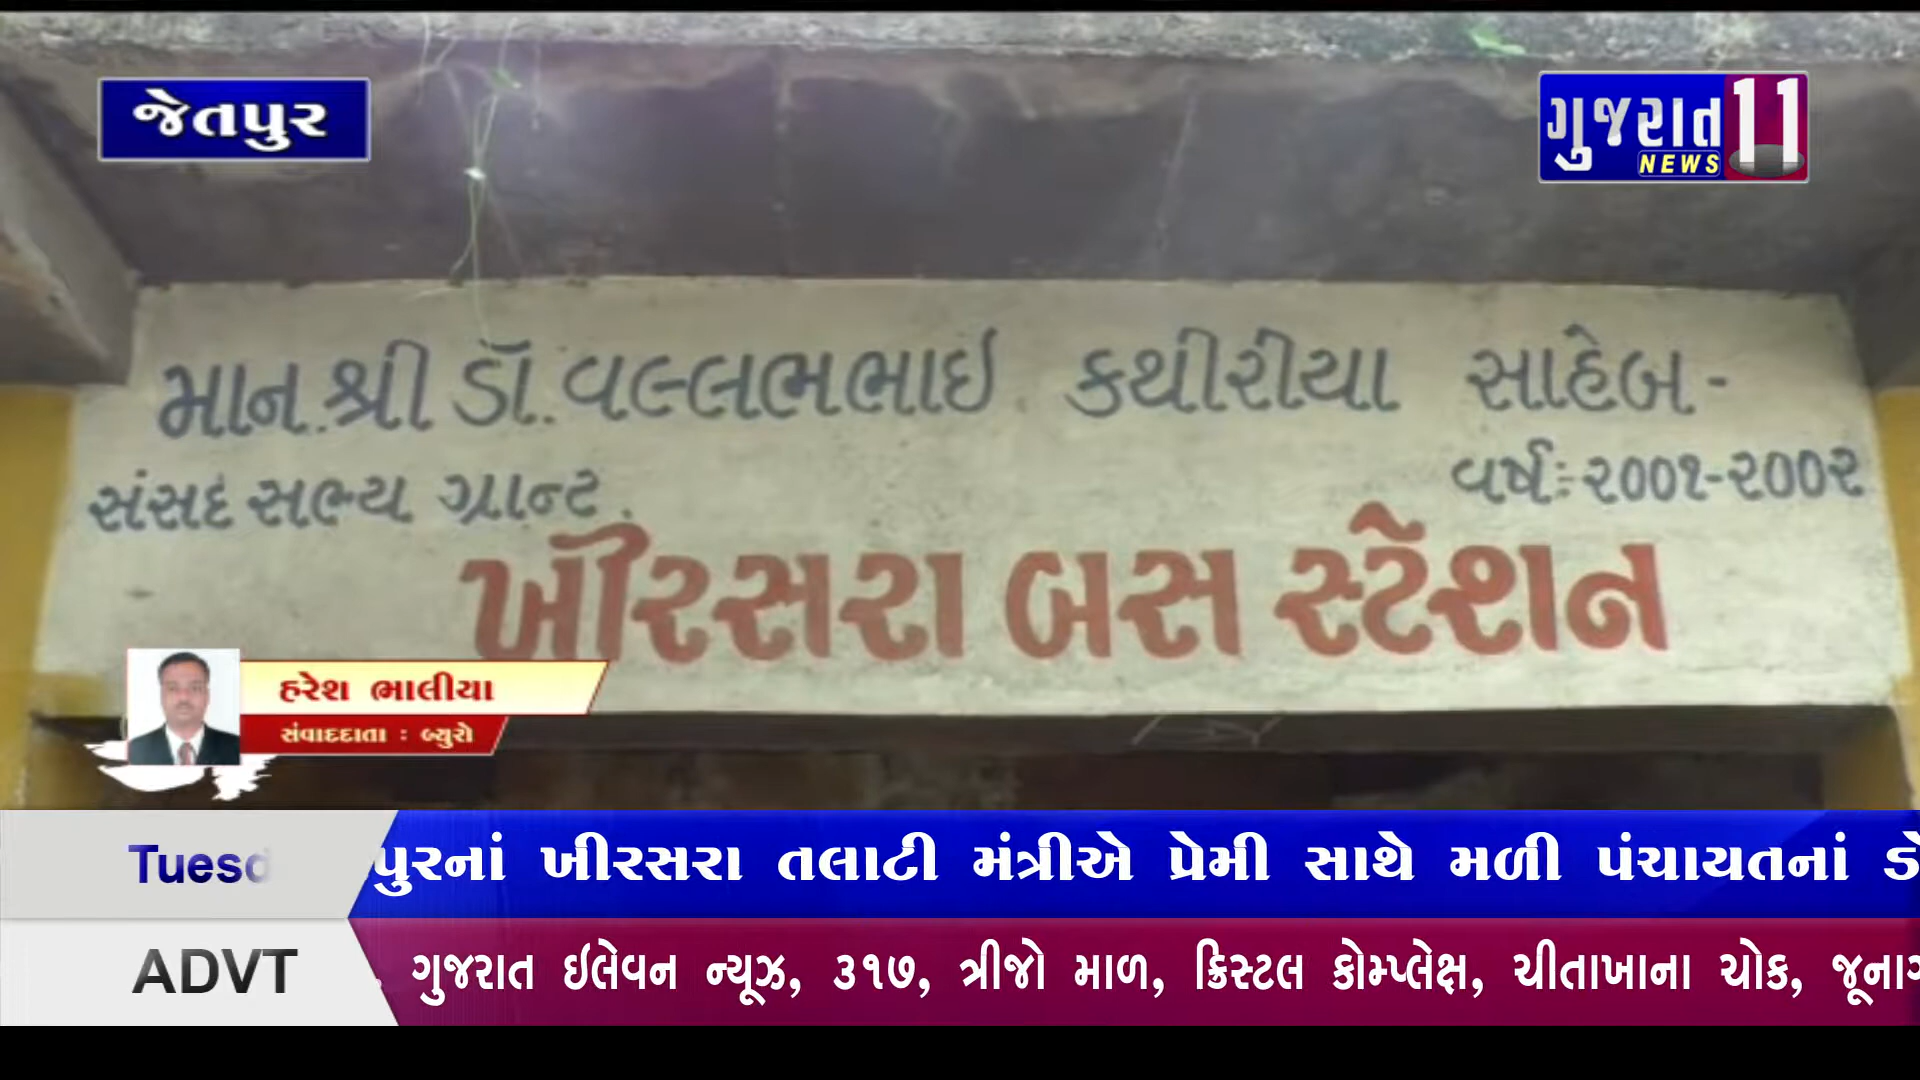 જેતપુર
ગુજરાત 11
NEWS
માન.શ્રી ડૉ.વલ્લભભાઇ કથીરીયા સાહેબ-
સંસદ સભ્ય ગ્રાન્ટ.
વર્ષ:-૨૦૦૧-૨૦૦૨
ખીરસરા બસ સ્ટેશન
હરેશ ભાલીયા
સંવાદદાતા : બ્યુરો
પુરનાં ખીરસરા તલાટી મંત્રીએ પ્રેમી સાથે મળી પંચાયતનાં
ADVT
ગુજરાત ઈલેવન ન્યૂઝ, ૩૧૭, ત્રીજો માળ, ક્રિસ્ટલ કોમ્પ્લેક્ષ, ચીતાખાના ચોક,